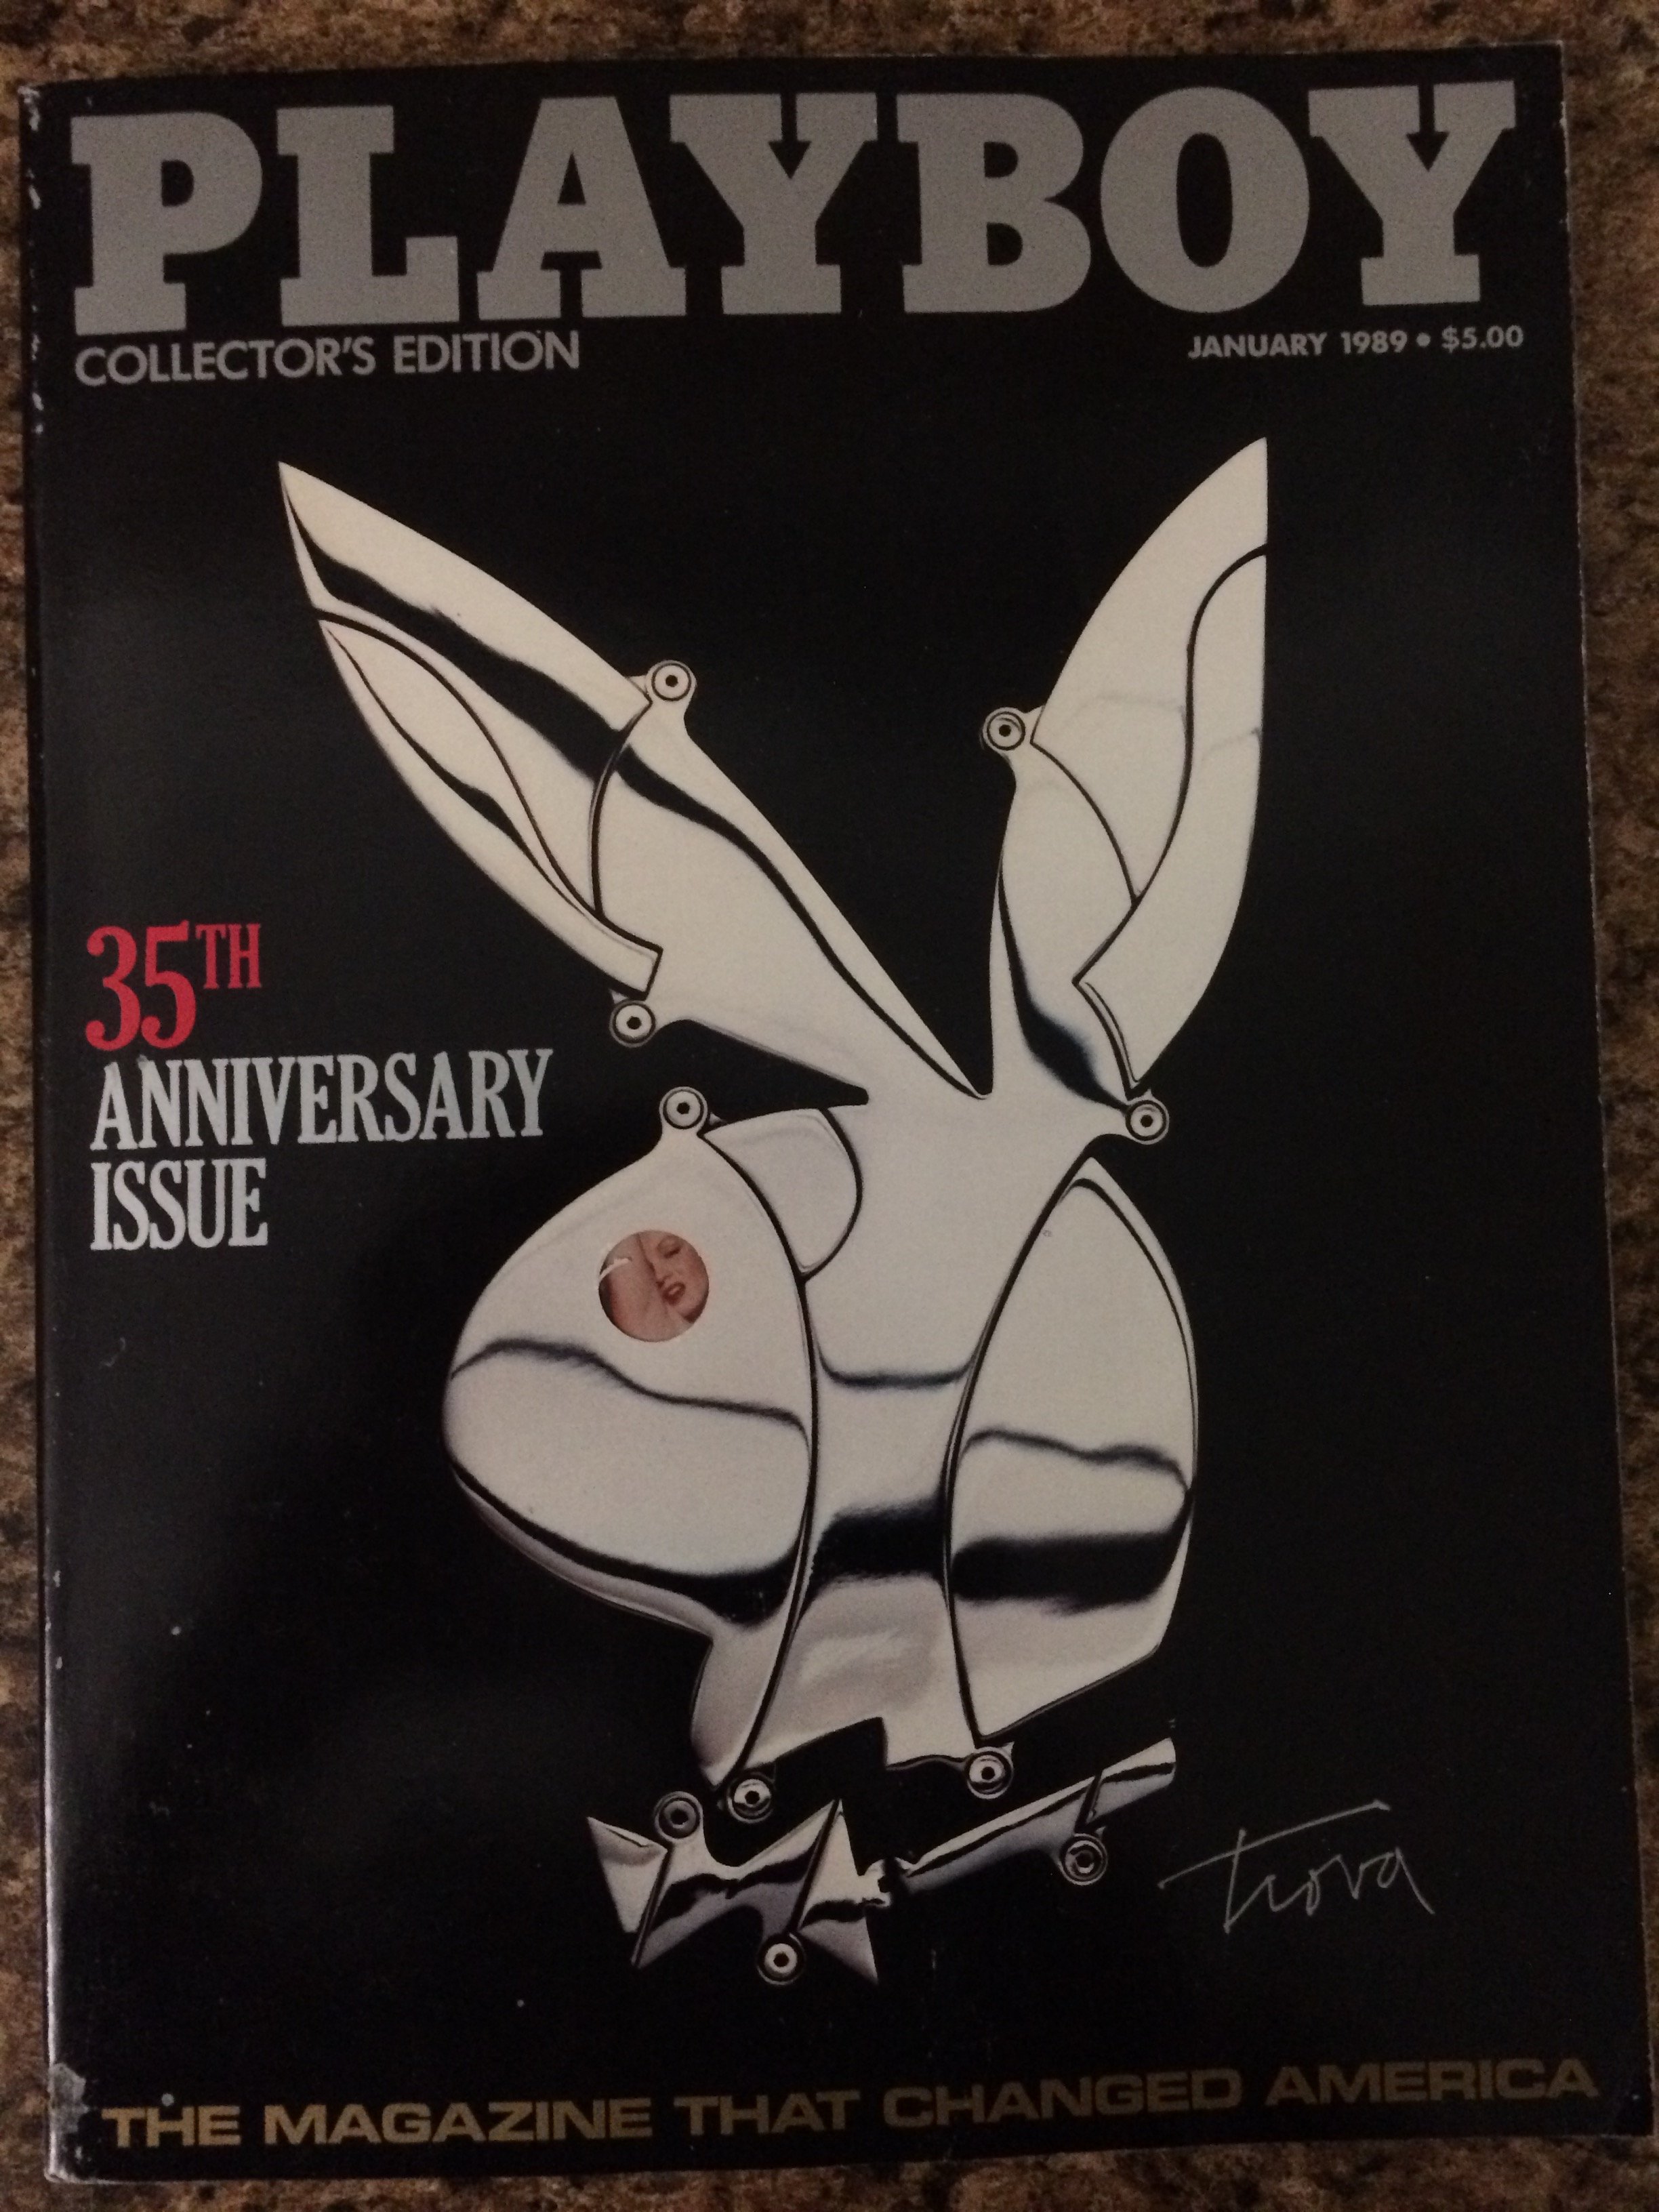 PLAYBOY
COLLECTOR'S EDITION
JANUARY 1989 • $5.00
35TH
ANNIVERSARY
ISSUE
Trova
THE MAGAZINE THAT CHANGED AMERICA